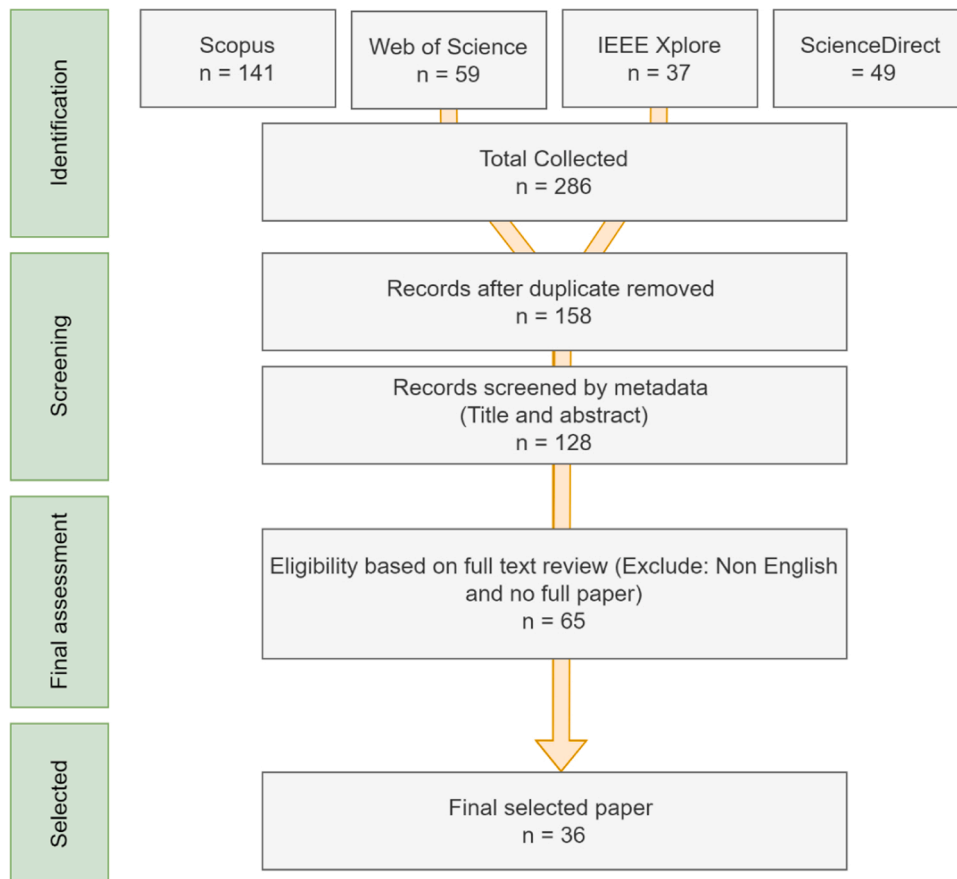 Identification
Scopus
n = 141
Web of Science
n = 59
IEEE Xplore
n = 37
ScienceDirect
= 49
Total Collected
n = 286
Screening
Records after duplicate removed
n = 158
Records screened by metadata
(Title and abstract)
n = 128
Final assessment
Eligibility based on full text review (Exclude: Non English
and no full paper)
n = 65
Selected
Final selected paper
n = 36